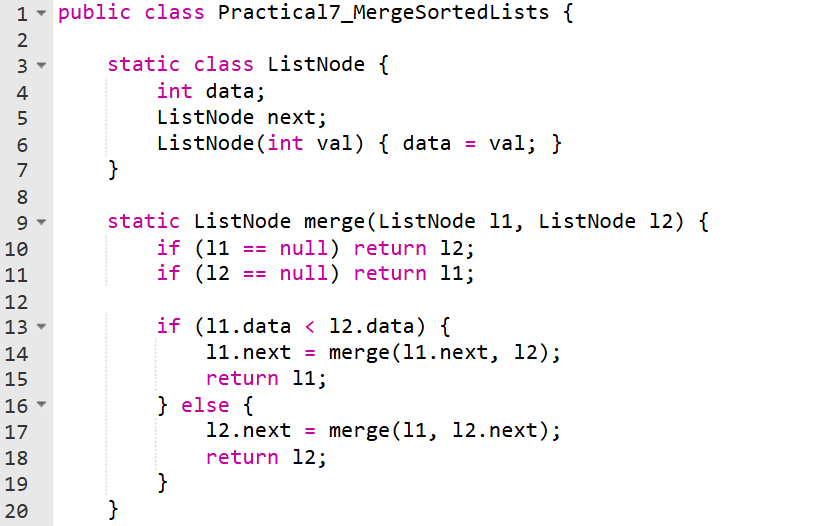 1 public class Practical7_MergeSortedLists {
2
3     static class ListNode {
4         int data;
5         ListNode next;
6         ListNode(int val) { data = val; }
7     }
8
9     static ListNode merge(ListNode l1, ListNode l2) {
10         if (l1 == null) return l2;
11         if (l2 == null) return l1;
12
13         if (l1.data < l2.data) {
14             l1.next = merge(l1.next, l2);
15             return l1;
16         } else {
17             l2.next = merge(l1, l2.next);
18             return l2;
19         }
20     }